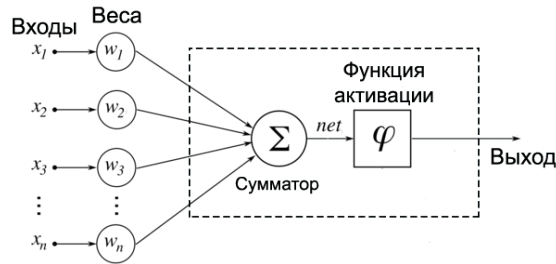 Входы
Веса
x1
w1
x2
w2
x3
w3
⋮
⋮
xn
wn
Σ
Сумматор
net
Функция
активации
φ
Выход